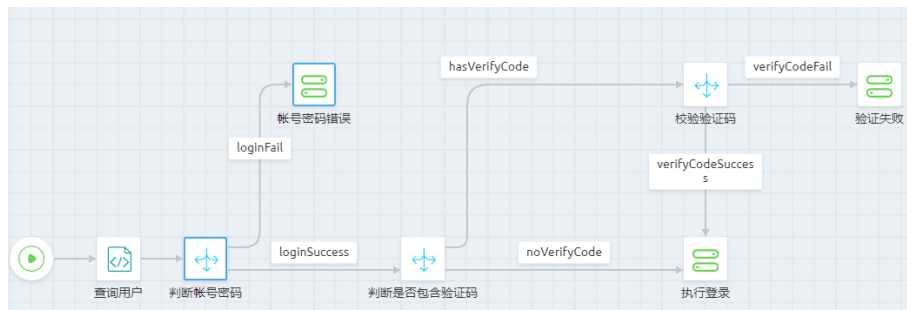 hasVerifyCode
verifyCodeFail
帐号密码错误
校验验证码
验证失败
loginFail
verifyCodeSucces
s
loginSuccess
noVerifyCode
查询用户
判断帐号密码
判断是否包含验证码
执行登录